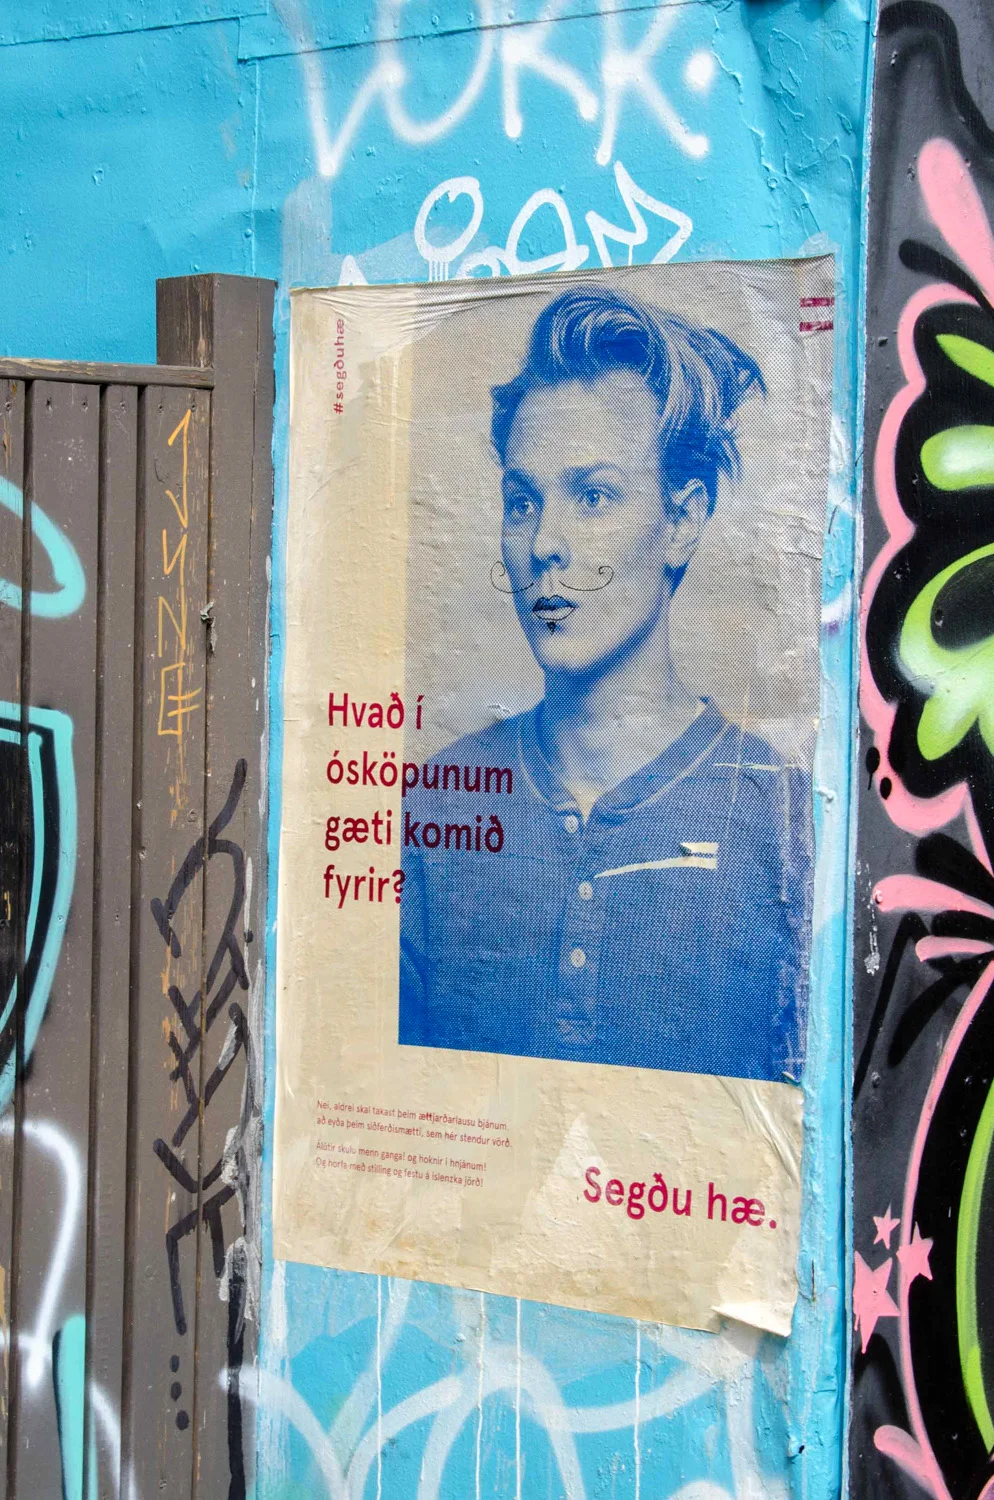 #segðuhæ
Hvað í
ósköpunum
gæti komið
fyrir?
Nei, aldrei skal takast þeim ættjarðarlausu bjánum
að eyða þeim siðferðismætti, sem hér stendur vörð.
Álútir skulu menn ganga! og hoknir í hnjánum!
Og horfa með stilling og festu á íslenzka jörð!
Segðu hæ.